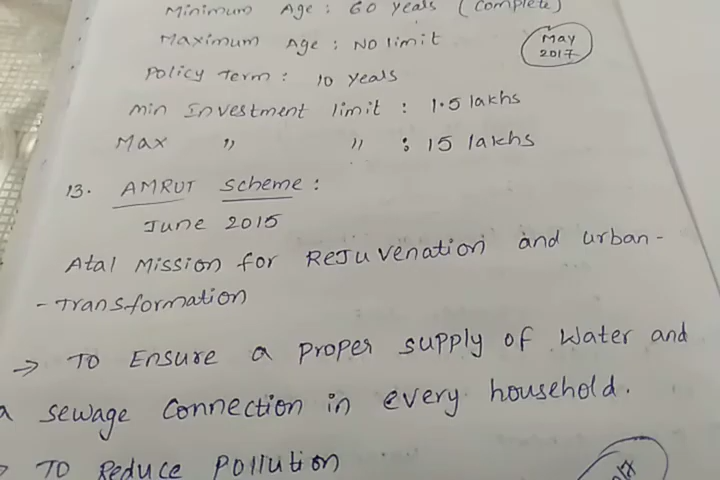 Minimum Age : 60 years (complete)
Maximum Age : No limit
May
2017
Policy Term : 10 years
Min Investment limit : 1.5 lakhs
Max " " : 15 lakhs
13. AMRUT scheme :
June 2015
Atal Mission for Rejuvenation and urban-
-Transformation
→ To Ensure a proper supply of Water and
a sewage connection in every household.
→ To Reduce Pollution